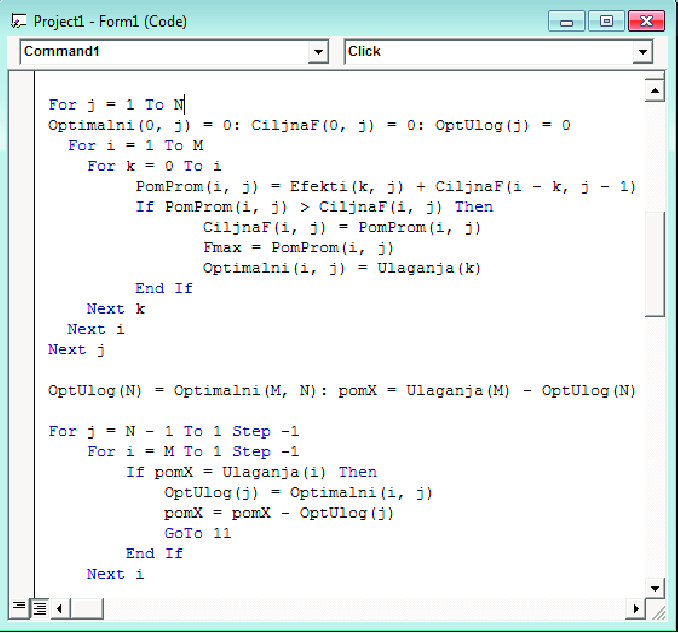 Project1 - Form1 (Code)
Command1 Click
For j = 1 To N
Optimalni(0, j) = 0: CiljnaF(0, j) = 0: OptUlog(j) = 0
For i = 1 To M
For k = 0 To i
PomProm(i, j) = Efekti(k, j) + CiljnaF(i - k, j - 1)
If PomProm(i, j) > CiljnaF(i, j) Then
CiljnaF(i, j) = PomProm(i, j)
Fmax = PomProm(i, j)
Optimalni(i, j) = Ulaganja(k)
End If
Next k
Next i
Next j
OptUlog(N) = Optimalni(M, N): pomX = Ulaganja(M) - OptUlog(N)
For j = N - 1 To 1 Step -1
For i = M To 1 Step -1
If pomX = Ulaganja(i) Then
OptUlog(j) = Optimalni(i, j)
pomX = pomX - OptUlog(j)
GoTo 11
End If
Next i